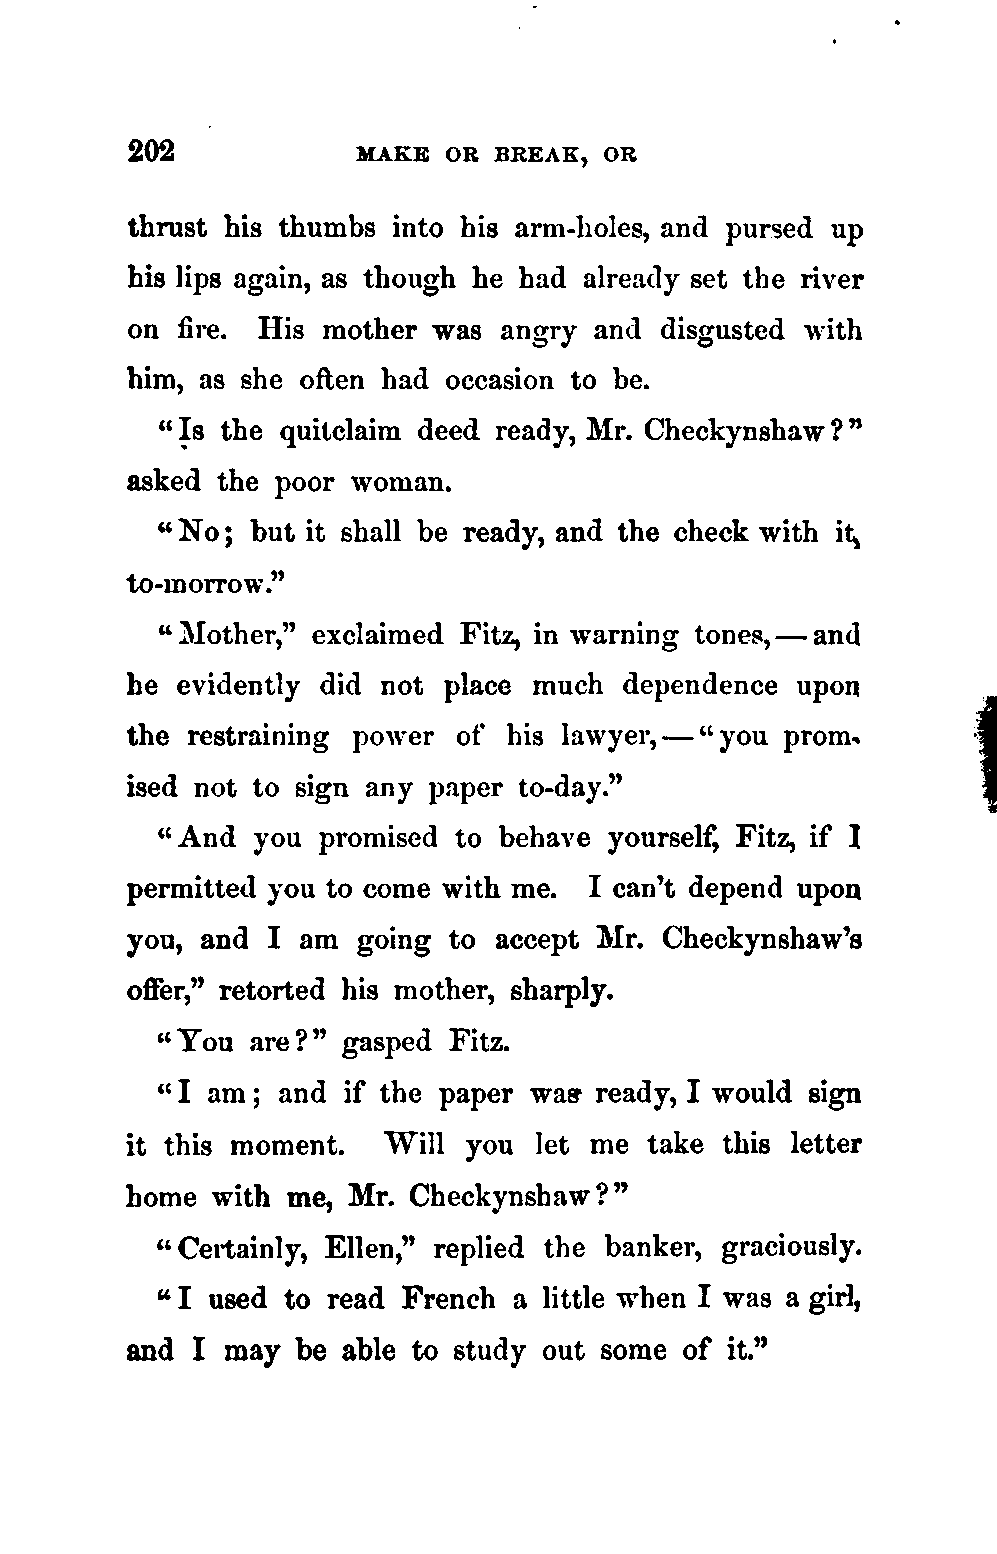 202 MAKE OR BREAK, OR
thrust his thumbs into his arm-holes, and pursed up
his lips again, as though he had already set the river
on fire. His mother was angry and disgusted with
him, as she often had occasion to be.
“Is the quitclaim deed ready, Mr. Checkynshaw?”
asked the poor woman.
“No; but it shall be ready, and the check with it,
to-morrow.”
“Mother,” exclaimed Fitz, in warning tones,—and
he evidently did not place much dependence upon
the restraining power of his lawyer,—“you prom-
ised not to sign any paper to-day.”
“And you promised to behave yourself, Fitz, if I
permitted you to come with me. I can’t depend upon
you, and I am going to accept Mr. Checkynshaw’s
offer,” retorted his mother, sharply.
“You are?” gasped Fitz.
“I am; and if the paper was ready, I would sign
it this moment. Will you let me take this letter
home with me, Mr. Checkynshaw?”
“Certainly, Ellen,” replied the banker, graciously.
“I used to read French a little when I was a girl,
and I may be able to study out some of it.”